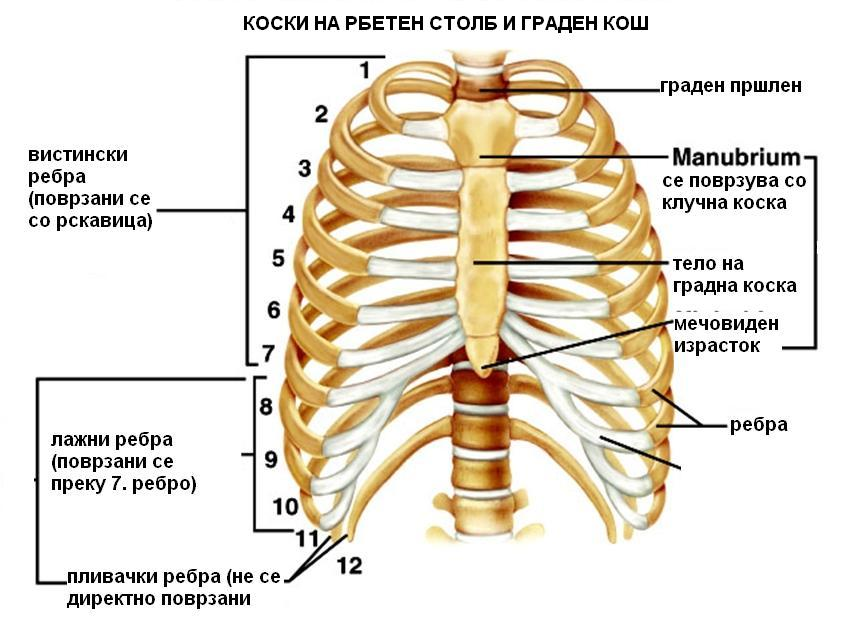 КОСКИ НА РБЕТЕН СТОЛБ И ГРАДЕН КОШ
1
2
3
4
5
6
7
8
9
10
11
12
вистински
ребра
(поврзани се
со рскавица)
лажни ребра
(поврзани се
преку 7. ребро)
пливачки ребра (не се
директно поврзани
граден пршлен
Manubrium
се поврзува со
клучна коска
тело на
градна коска
мечовиден
израсток
ребра